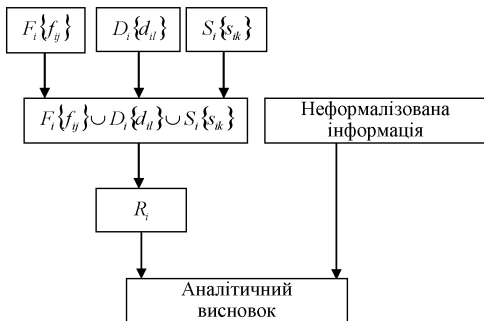 F_i{f_ij} D_i{d_il} S_i{s_ik}
F_i{f_ij}∪D_i{d_il}∪S_i{s_ik}
Неформалізована
інформація
R_i
Аналітичний
висновок